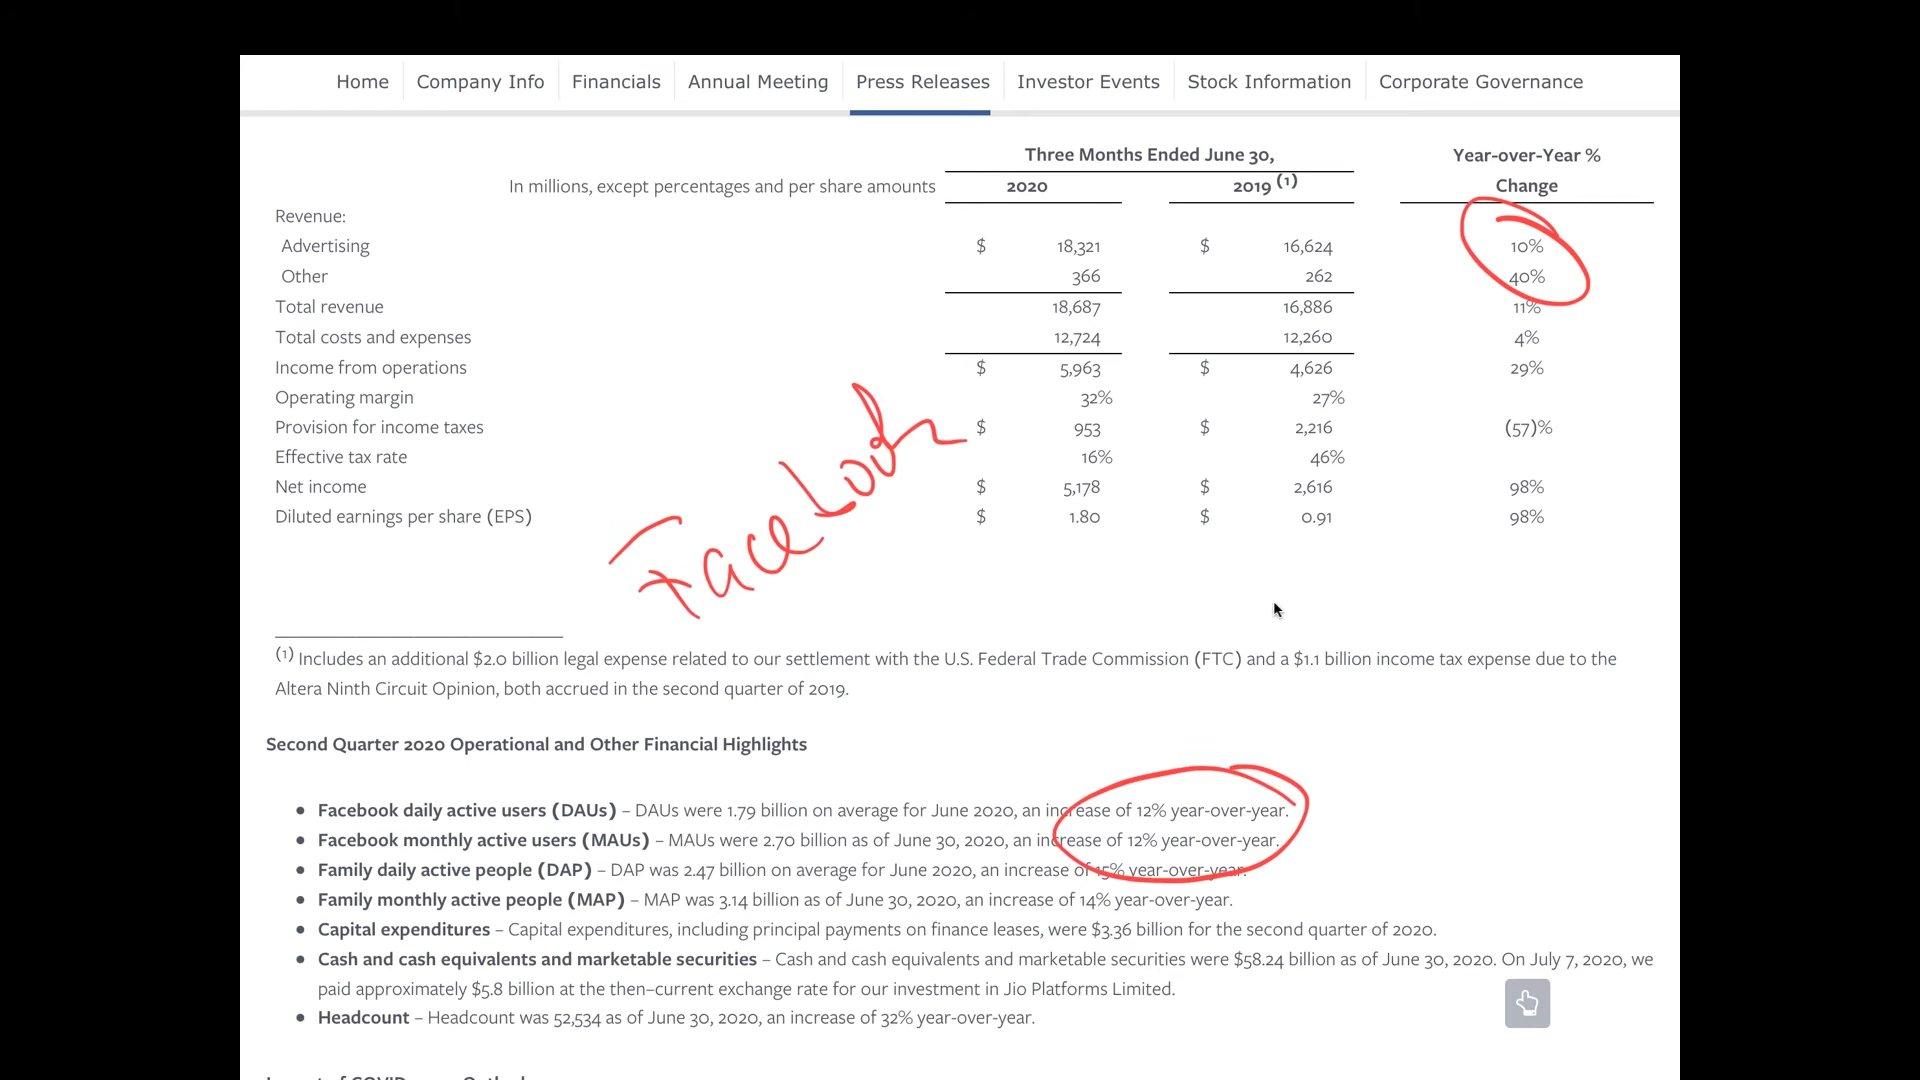 Home Company Info Financials Annual Meeting Press Releases Investor Events Stock Information Corporate Governance
Three Months Ended June 30, Year-over-Year %
In millions, except percentages and per share amounts 2020 2019 (1) Change
Revenue:
Advertising $ 18,321 $ 16,624 10%
Other 366 262 40%
Total revenue 18,687 16,886 11%
Total costs and expenses 12,724 12,260 4%
Income from operations $ 5,963 $ 4,626 29%
Operating margin 32% 27%
Provision for income taxes $ 953 $ 2,216 (57)%
Effective tax rate 16% 46%
Net income $ 5,178 $ 2,616 98%
Diluted earnings per share (EPS) $ 1.80 $ 0.91 98%
Facebook
(1) Includes an additional $2.0 billion legal expense related to our settlement with the U.S. Federal Trade Commission (FTC) and a $1.1 billion income tax expense due to the
Altera Ninth Circuit Opinion, both accrued in the second quarter of 2019.
Second Quarter 2020 Operational and Other Financial Highlights
• Facebook daily active users (DAUs) – DAUs were 1.79 billion on average for June 2020, an increase of 12% year-over-year.
• Facebook monthly active users (MAUs) – MAUs were 2.70 billion as of June 30, 2020, an increase of 12% year-over-year.
• Family daily active people (DAP) – DAP was 2.47 billion on average for June 2020, an increase of 15% year-over-year.
• Family monthly active people (MAP) – MAP was 3.14 billion as of June 30, 2020, an increase of 14% year-over-year.
• Capital expenditures – Capital expenditures, including principal payments on finance leases, were $3.36 billion for the second quarter of 2020.
• Cash and cash equivalents and marketable securities – Cash and cash equivalents and marketable securities were $58.24 billion as of June 30, 2020. On July 7, 2020, we
paid approximately $5.8 billion at the then–current exchange rate for our investment in Jio Platforms Limited.
• Headcount – Headcount was 52,534 as of June 30, 2020, an increase of 32% year-over-year.